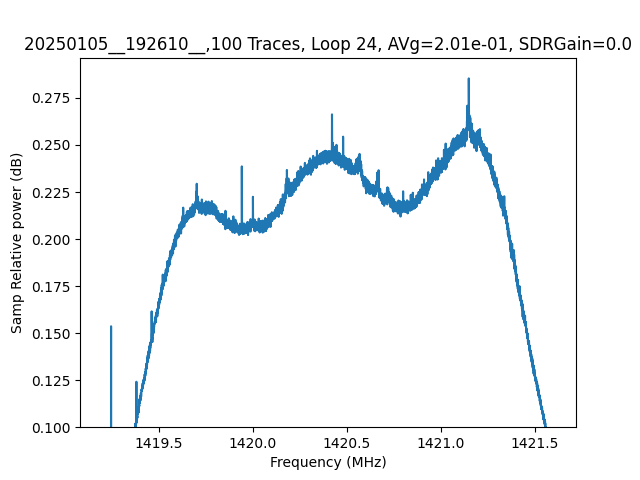 20250105__192610__,100 Traces, Loop 24, AVg=2.01e-01, SDRGain=0.0
Samp Relative power (dB)
0.275
0.250
0.225
0.200
0.175
0.150
0.125
0.100
1419.5 1420.0 1420.5 1421.0 1421.5
Frequency (MHz)